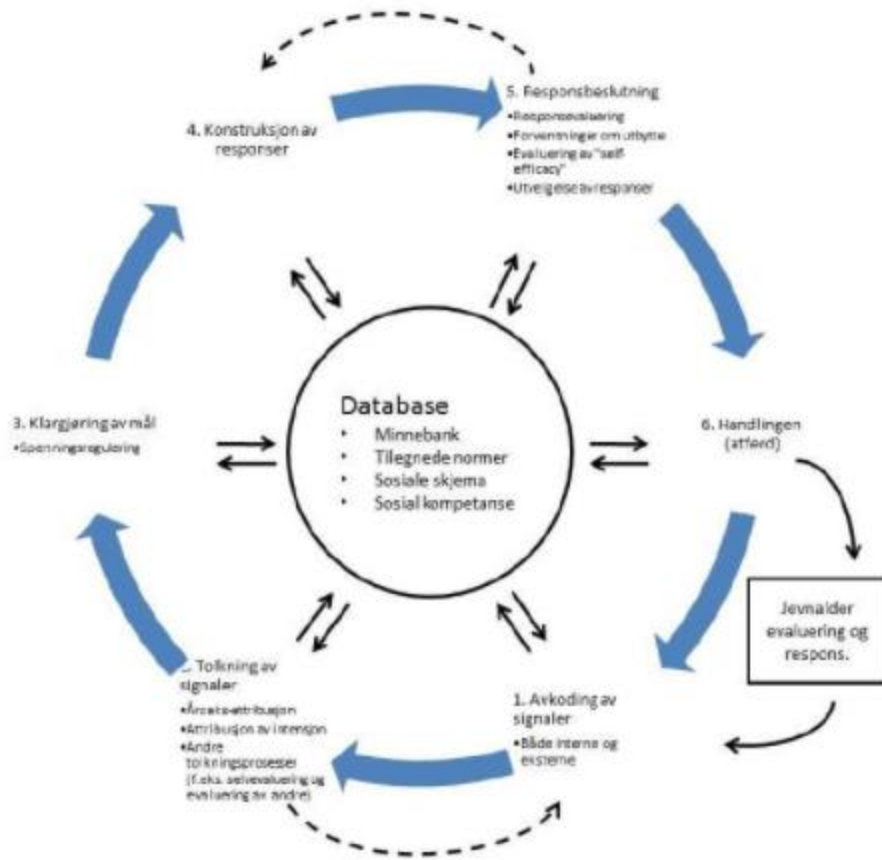 4. Konstruksjon av
responser
5. Responsbeslutning
•Responsevaluering
•Forventninger om utbytte
•Evaluering av "self-
efficacy"
•Utvelgelse av responser
3. Klargjøring av mål
•Spenningsregulering
Database
• Minnebank
• Tilegnede normer
• Sosiale skjema
• Sosial kompetanse
6. Handlingen
(atferd)
Jevnalder
evaluering og
respons.
. Tolkning av
signaler
•Årsaks-attribusjon
•Attribusjon av intensjon
•Andre
tolkningsprosesser
(f.eks. selvevaluering og
evaluering av andre)
1. Avkoding av
signaler
•Både interne og
eksterne